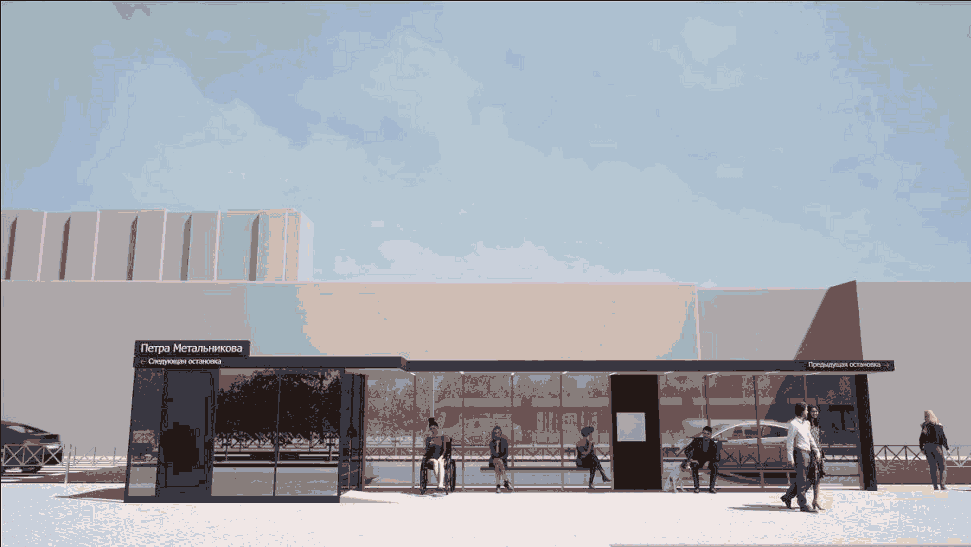 Петра Метальникова
← Следующая остановка
Предыдущая остановка →